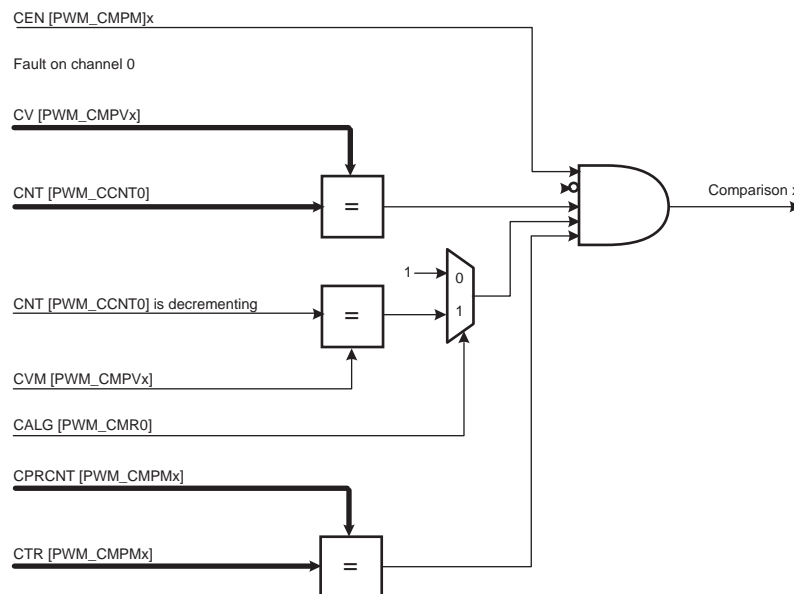 CEN [PWM_CMPM]x
Fault on channel 0
CV [PWM_CMPVx]
CNT [PWM_CCNT0]
=
Comparison x
1
0
CNT [PWM_CCNT0] is decrementing
=
1
CVM [PWM_CMPVx]
CALG [PWM_CMR0]
CPRCNT [PWM_CMPMx]
CTR [PWM_CMPMx]
=